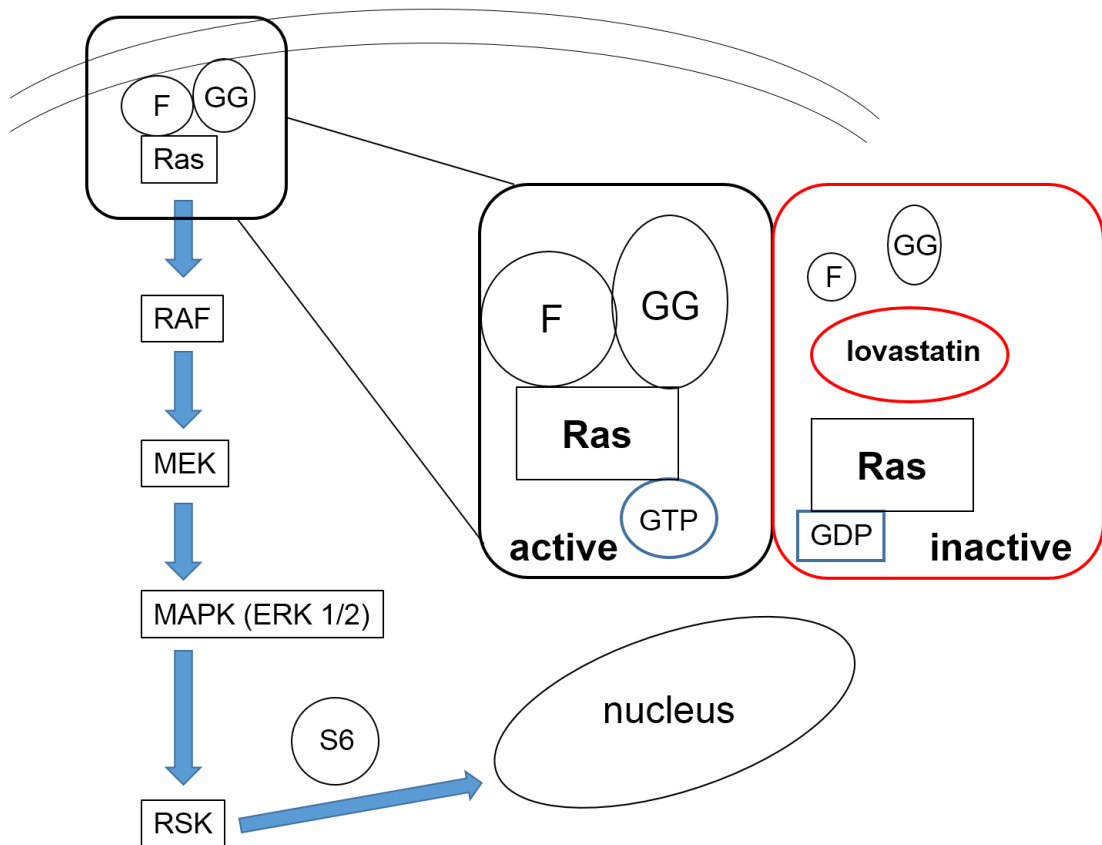 F
GG
Ras
RAF
MEK
MAPK (ERK 1/2)
RSK
S6
nucleus
F
GG
Ras
GTP
active
GG
F
lovastatin
Ras
GDP
inactive